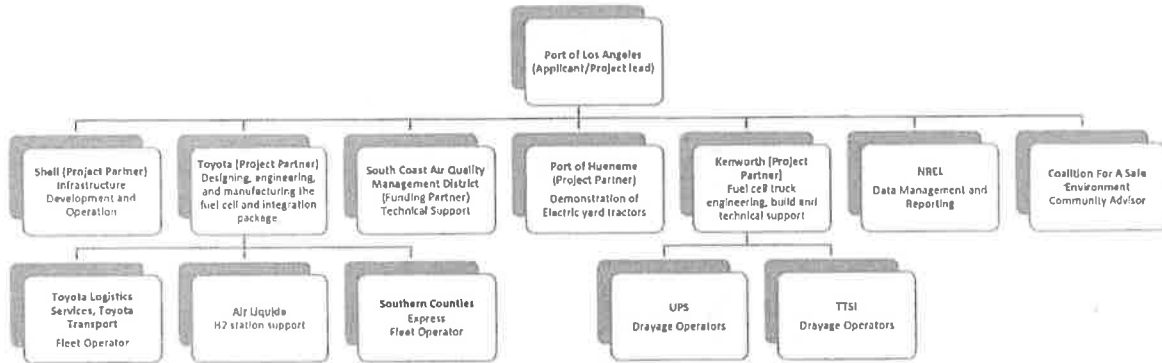 Port of Los Angeles
(Applicant/Project lead)
Shell (Project Partner)
Infrastructure
Development and
Operation
Toyota (Project Partner)
Designing, engineering,
and manufacturing the
fuel cell and integration
package
South Coast Air Quality
Management District
(Funding Partner)
Technical Support
Port of Hueneme
(Project Partner)
Demonstration of
Electric yard tractors
Kenworth (Project
Partner)
Fuel cell truck
engineering, build and
technical support
NREL
Data Management and
Reporting
Coalition For A Safe
Environment
Community Advisor
Toyota Logistics
Services, Toyota
Transport
Fleet Operator
Air Liquide
H2 station support
Southern Counties
Express
Fleet Operator
UPS
Drayage Operators
TTSI
Drayage Operators